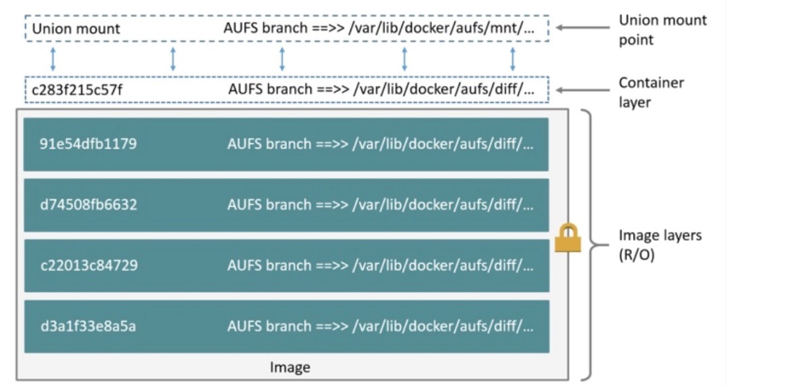 Union mount AUFS branch ==>> /var/lib/docker/aufs/mnt/...
Union mount
point
c283f215c57f AUFS branch ==>> /var/lib/docker/aufs/diff/...
Container
layer
91e54dfb1179 AUFS branch ==>> /var/lib/docker/aufs/diff/...
d74508fb6632 AUFS branch ==>> /var/lib/docker/aufs/diff/...
c22013c84729 AUFS branch ==>> /var/lib/docker/aufs/diff/...
d3a1f33e8a5a AUFS branch ==>> /var/lib/docker/aufs/diff/...
Image layers
(R/O)
Image